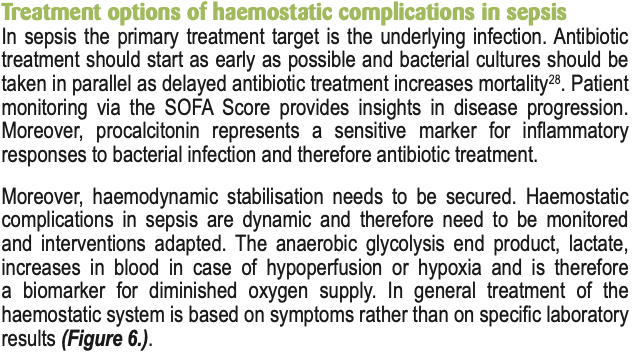 Treatment options of haemostatic complications in sepsis
In sepsis the primary treatment target is the underlying infection. Antibiotic
treatment should start as early as possible and bacterial cultures should be
taken in parallel as delayed antibiotic treatment increases mortality28. Patient
monitoring via the SOFA Score provides insights in disease progression.
Moreover, procalcitonin represents a sensitive marker for inflammatory
responses to bacterial infection and therefore antibiotic treatment.
Moreover, haemodynamic stabilisation needs to be secured. Haemostatic
complications in sepsis are dynamic and therefore need to be monitored
and interventions adapted. The anaerobic glycolysis end product, lactate,
increases in blood in case of hypoperfusion or hypoxia and is therefore
a biomarker for diminished oxygen supply. In general treatment of the
haemostatic system is based on symptoms rather than on specific laboratory
results (Figure 6.).